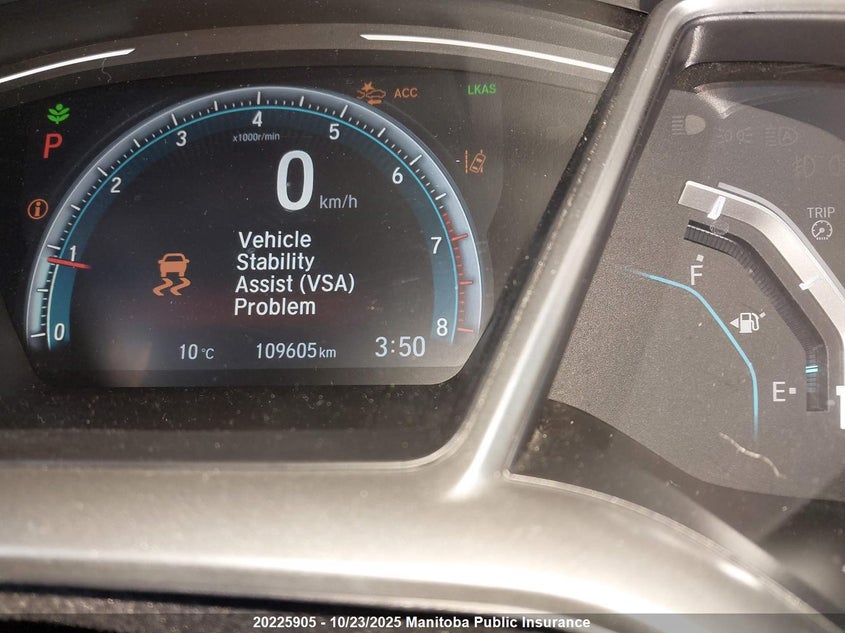 ACC
LKAS
P
x1000r/min
0
1
2
3
4
5
6
7
8
0 km/h
Vehicle
Stability
Assist (VSA)
Problem
10 °C 109605 km 3:50
TRIP
F
E
20225905 - 10/23/2025 Manitoba Public Insurance